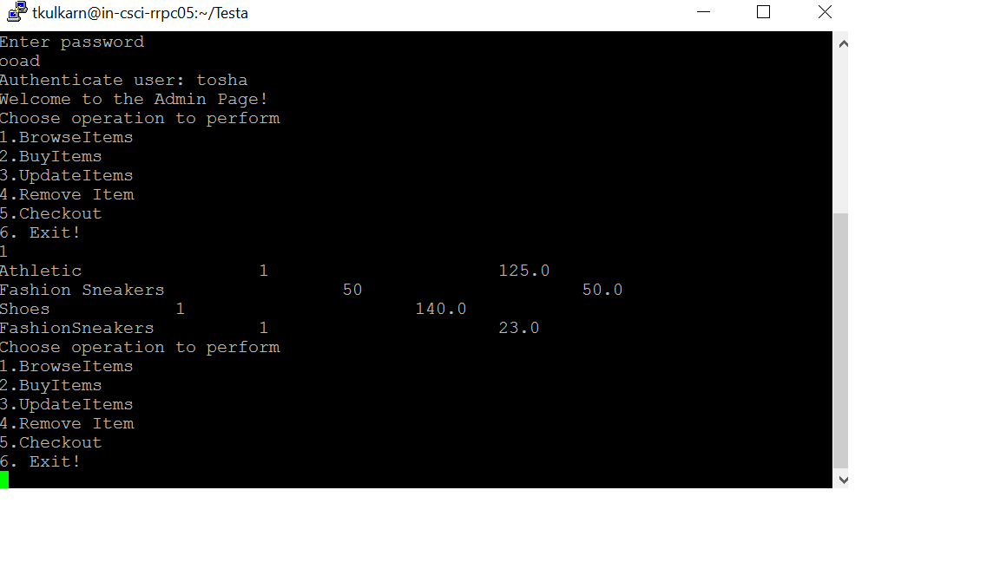 tkulkarn@in-csci-rrpc05:~/Testa
Enter password
ooad
Authenticate user: tosha
Welcome to the Admin Page!
Choose operation to perform
1.BrowseItems
2.BuyItems
3.UpdateItems
4.Remove Item
5.Checkout
6. Exit!
1
Athletic 1 125.0
Fashion Sneakers 50 50.0
Shoes 1 140.0
FashionSneakers 1 23.0
Choose operation to perform
1.BrowseItems
2.BuyItems
3.UpdateItems
4.Remove Item
5.Checkout
6. Exit!